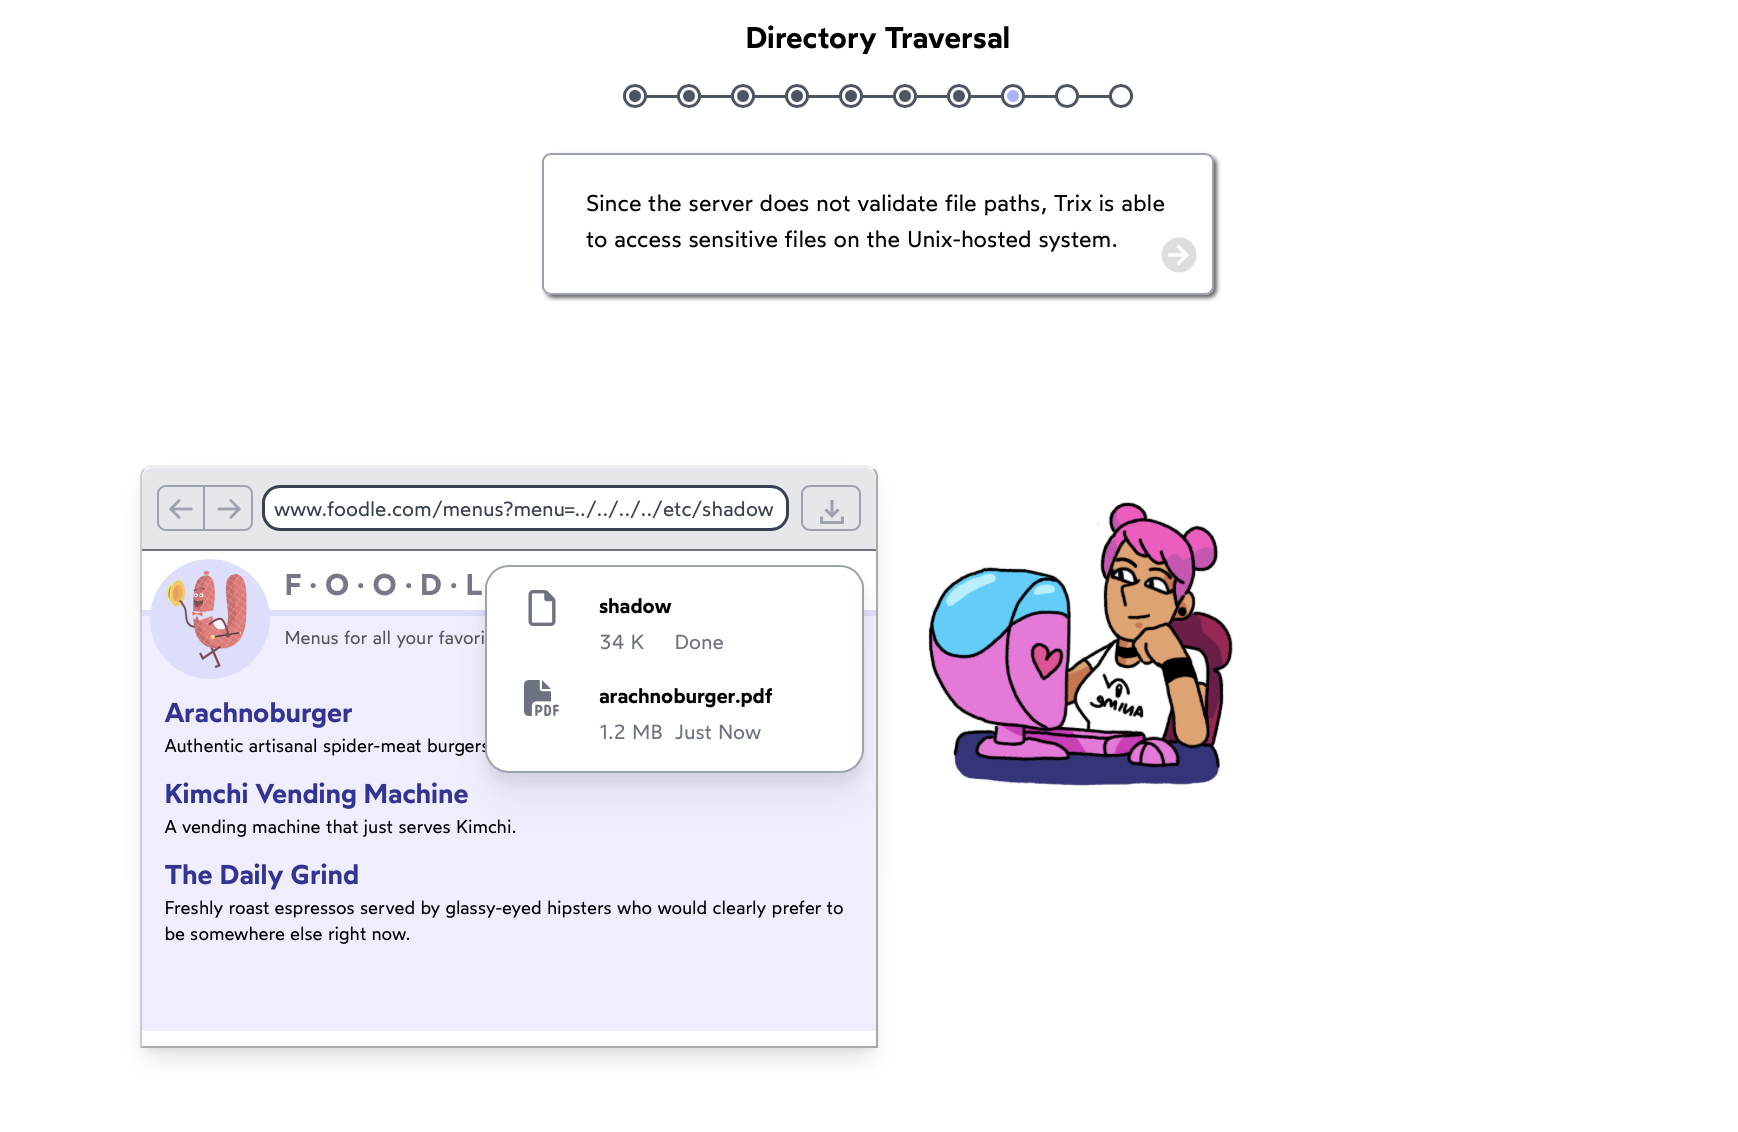 Directory Traversal
Since the server does not validate file paths, Trix is able
to access sensitive files on the Unix-hosted system.
www.foodle.com/menus?menu=../../../../etc/shadow
F·O·O·D·L
Menus for all your favori
shadow
34 K Done
PDF
arachnoburger.pdf
1.2 MB Just Now
Arachnoburger
Authentic artisanal spider-meat burgers
Kimchi Vending Machine
A vending machine that just serves Kimchi.
The Daily Grind
Freshly roast espressos served by glassy-eyed hipsters who would clearly prefer to
be somewhere else right now.
ANIME